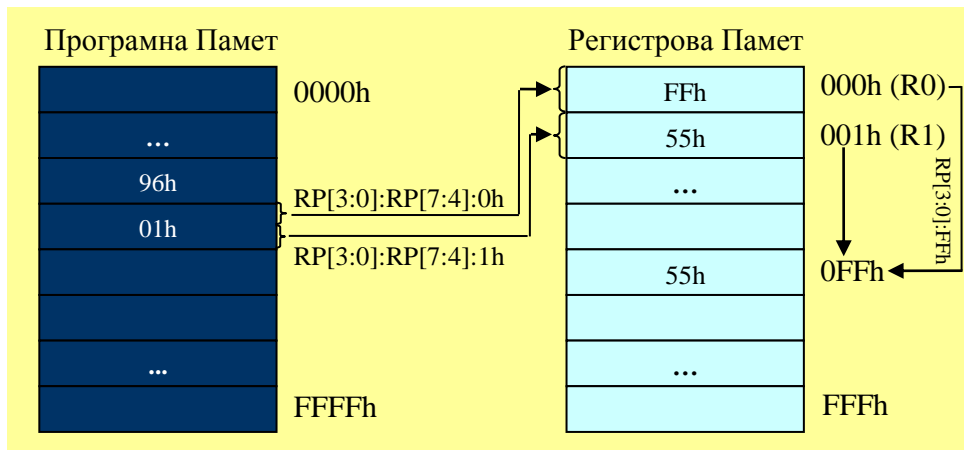 Програмна Памет
0000h
...
96h
01h
...
FFFFh
RP[3:0]:RP[7:4]:0h
RP[3:0]:RP[7:4]:1h
Регистрова Памет
FFh
000h (R0)
55h
001h (R1)
...
RP[3:0]:FFh
55h
0FFh
...
FFFh